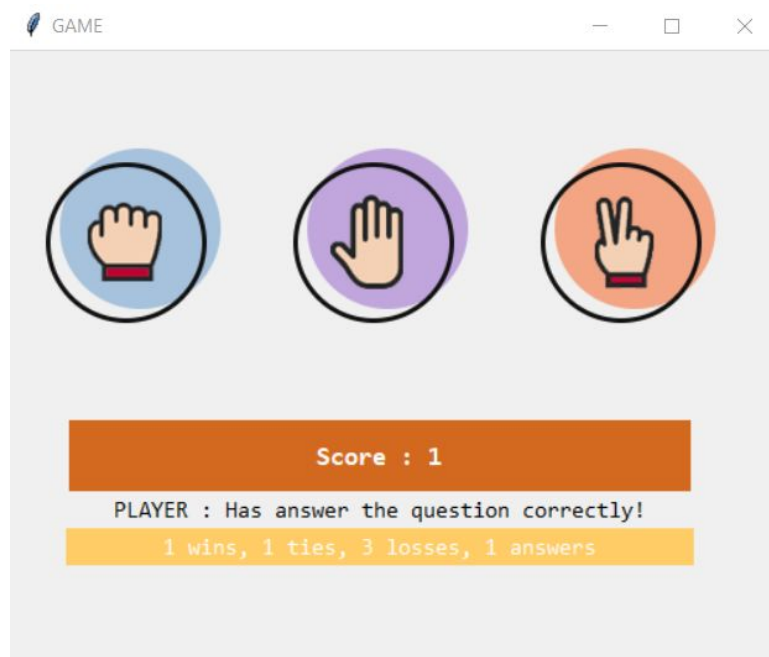 GAME
Score : 1
PLAYER : Has answer the question correctly!
1 wins, 1 ties, 3 losses, 1 answers